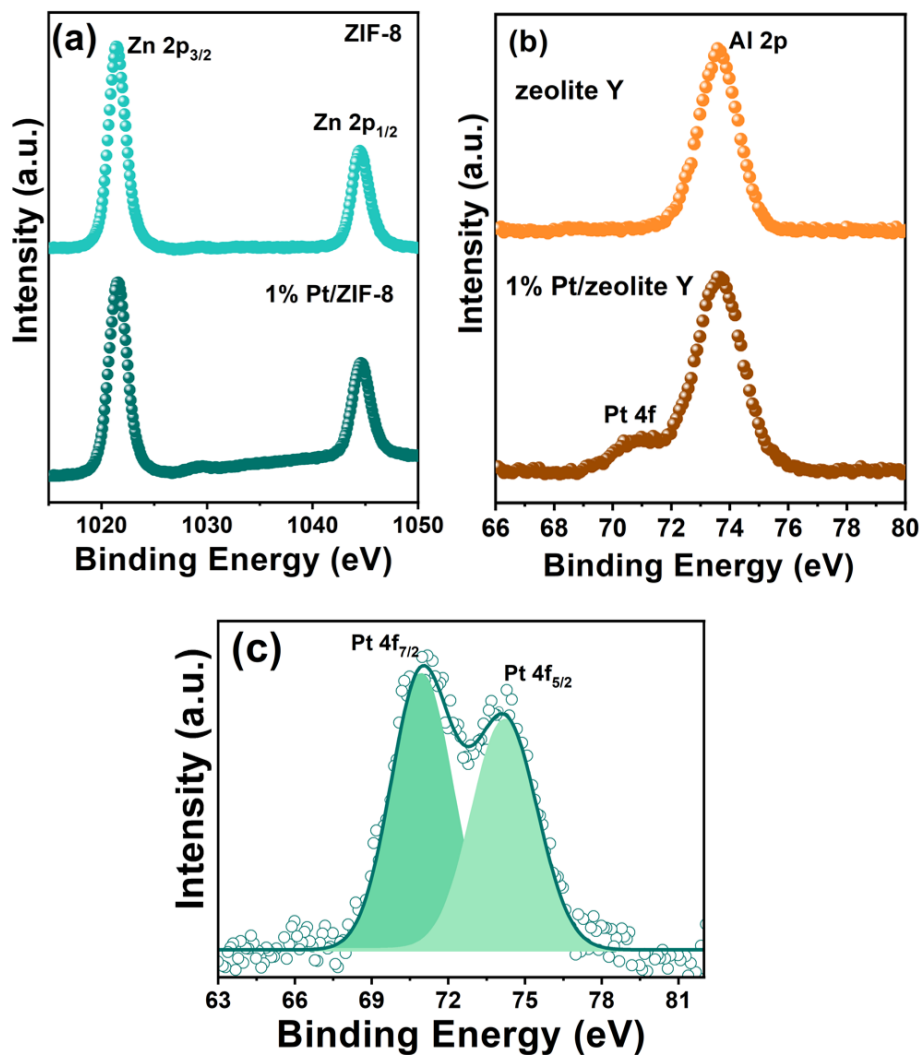 (a)
ZIF-8
Zn 2p3/2
Zn 2p1/2
1% Pt/ZIF-8
Intensity (a.u.)
1020 1030 1040 1050
Binding Energy (eV)
(b)
Al 2p
zeolite Y
1% Pt/zeolite Y
Pt 4f
Intensity (a.u.)
66 68 70 72 74 76 78 80
Binding Energy (eV)
(c)
Pt 4f7/2
Pt 4f5/2
Intensity (a.u.)
63 66 69 72 75 78 81
Binding Energy (eV)